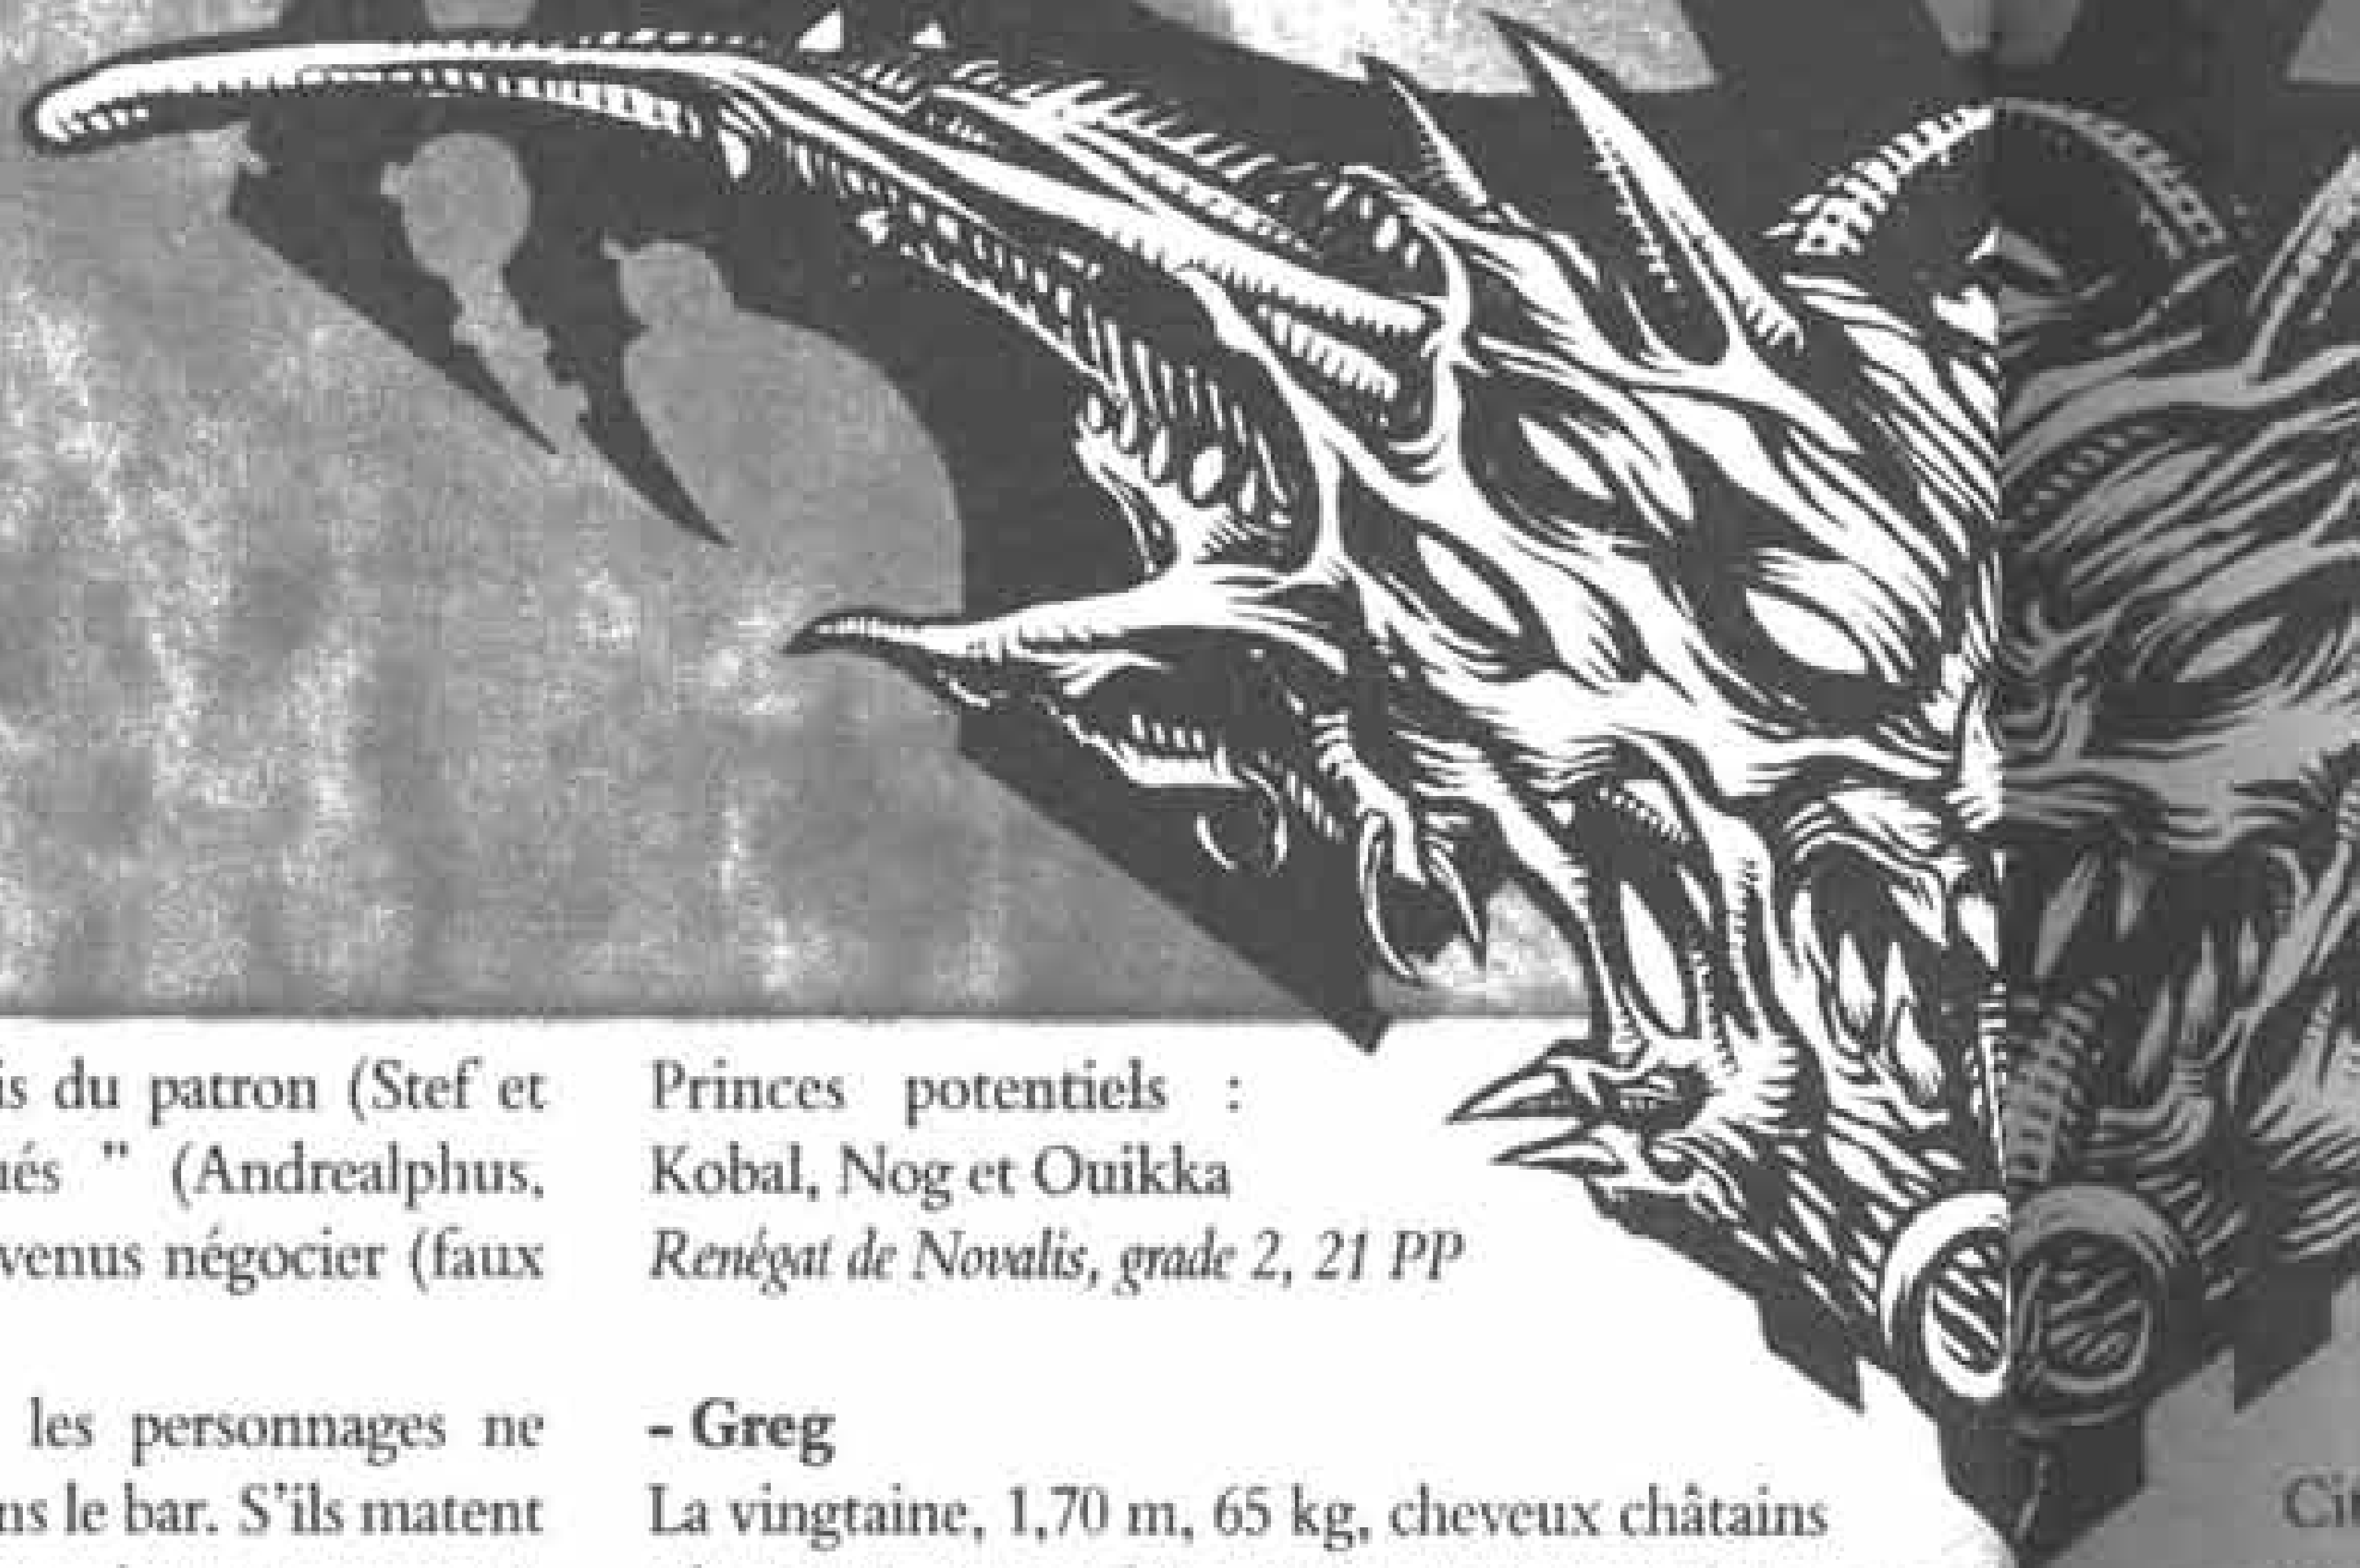 is du patron (Stef et
és " (Andrealphus,
venus négocier (faux
les personnages ne
ns le bar. S'ils matent
Princes potentiels :
Kobal, Nog et Ouikka
Renégat de Novalis, grade 2, 21 PP
- Greg
La vingtaine, 1,70 m, 65 kg, cheveux châtains